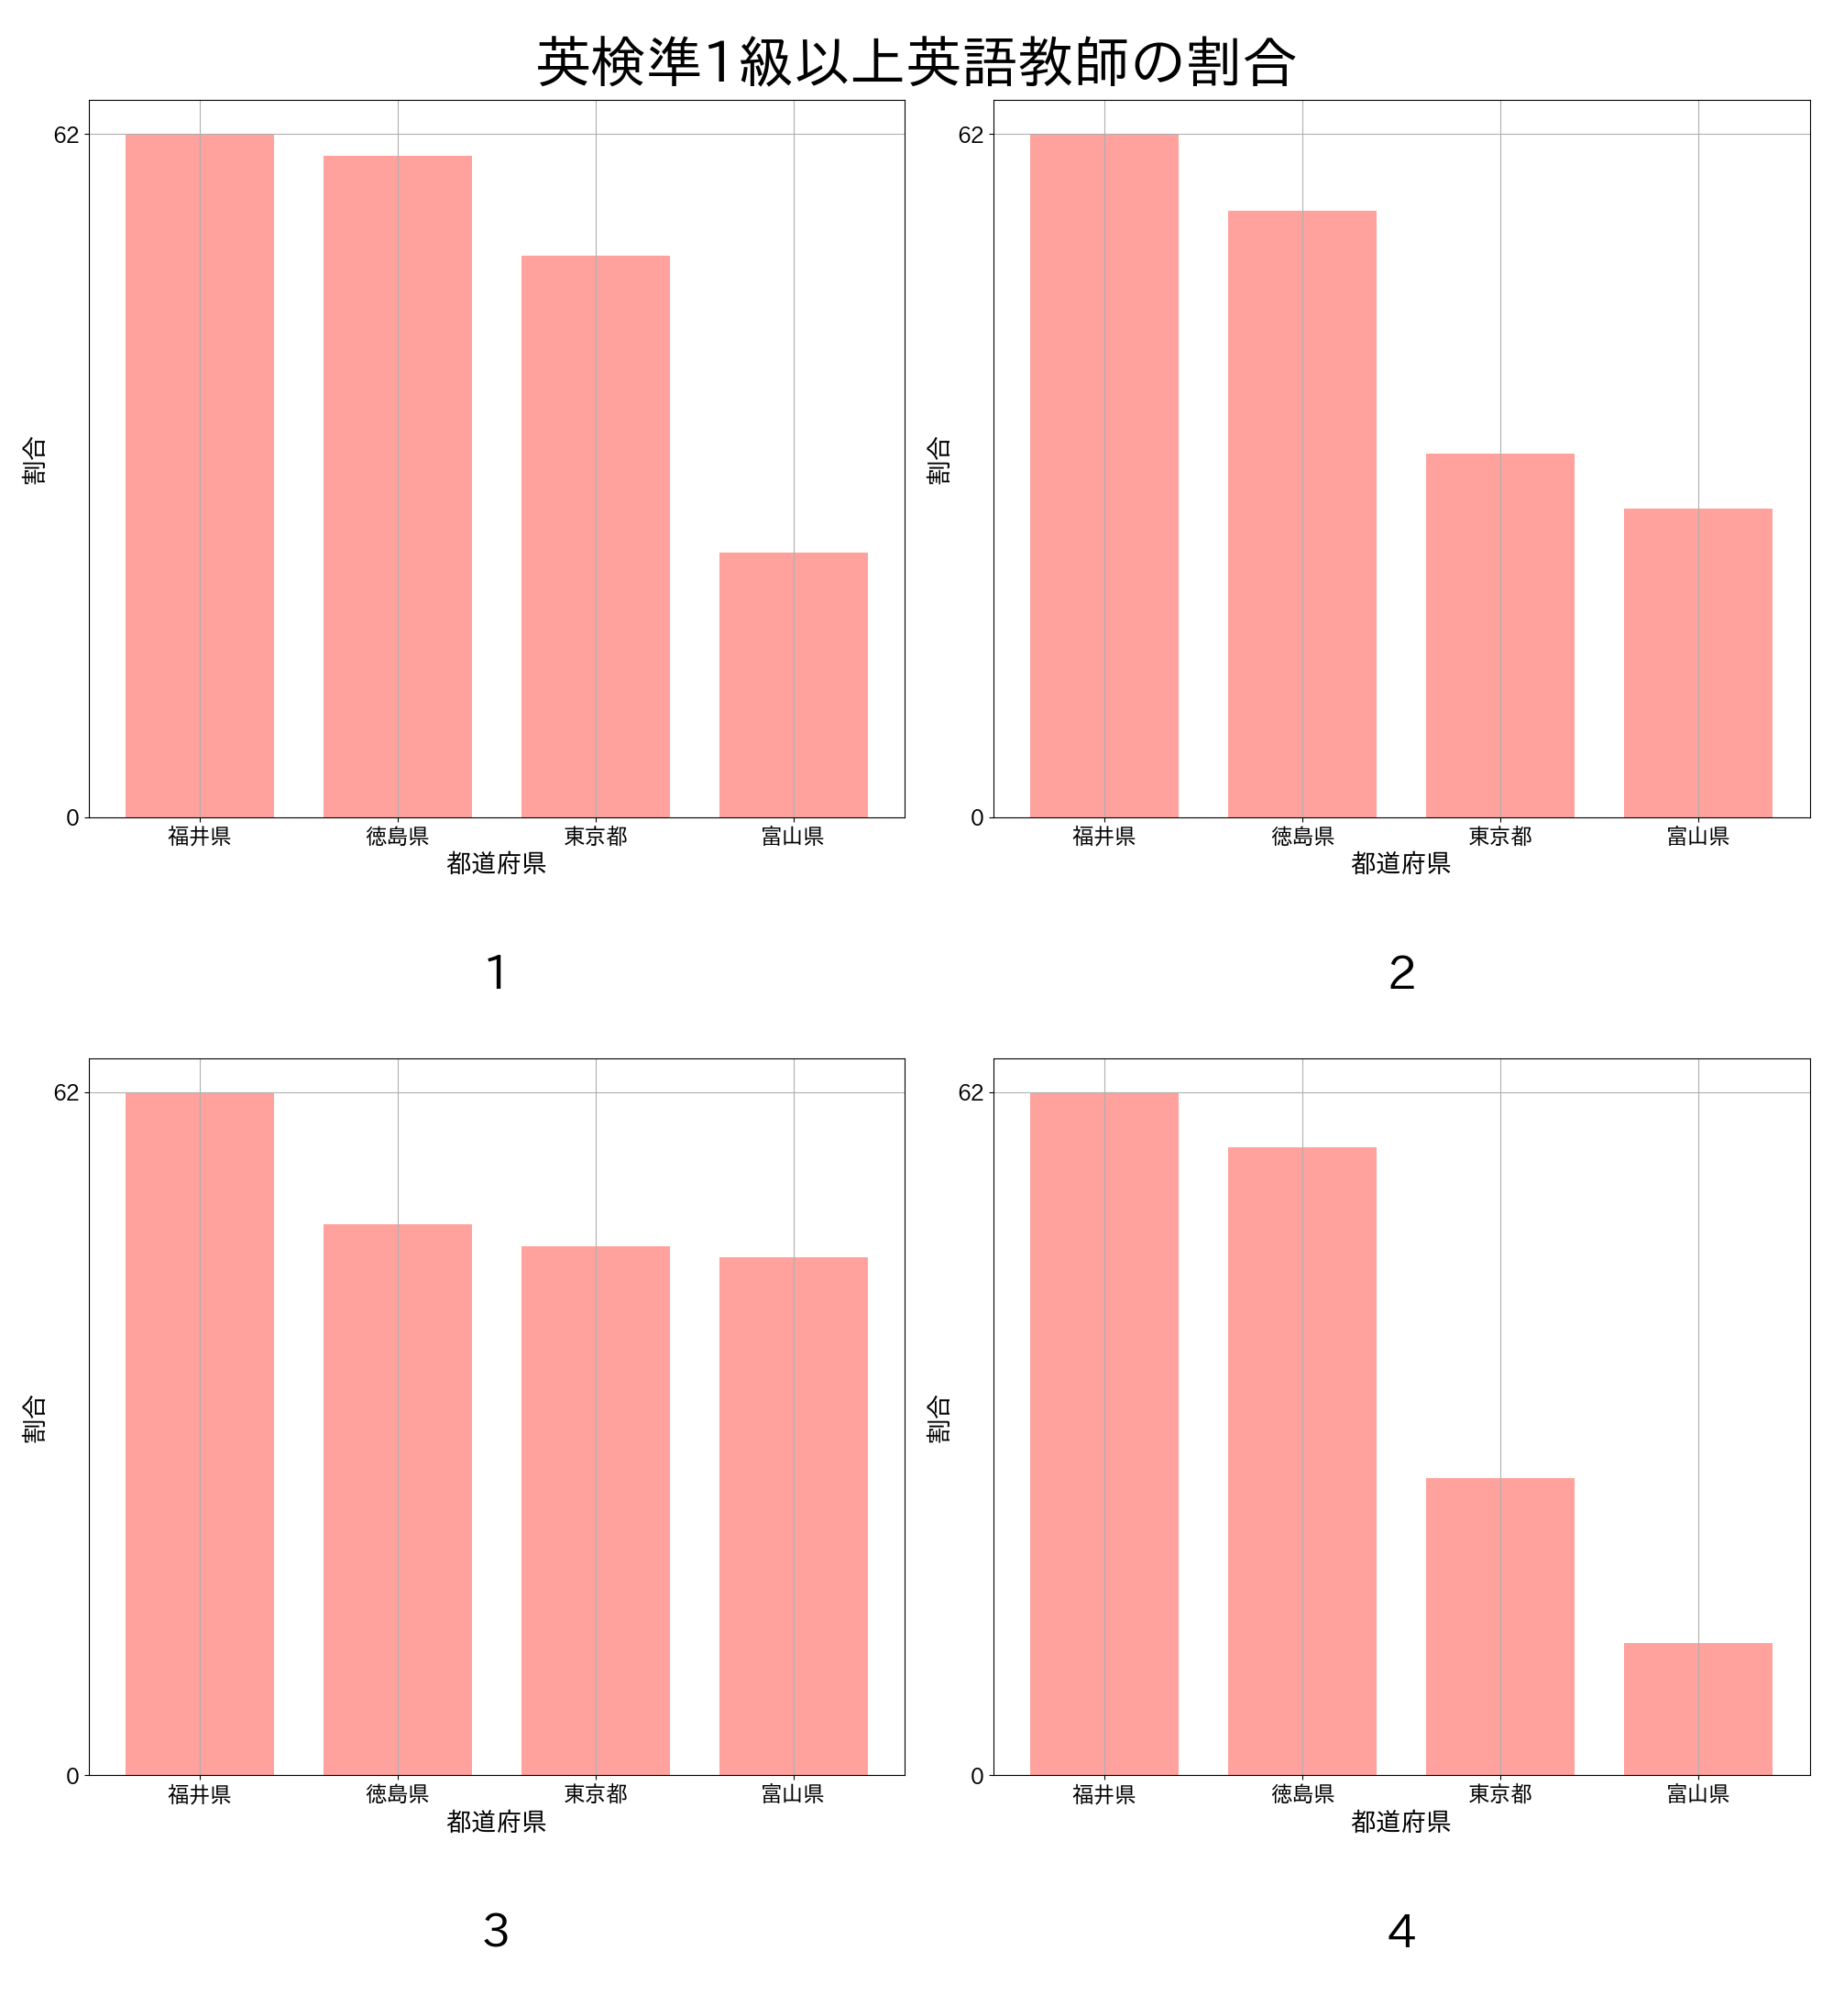 英検準1級以上英語教師の割合
62
0
割合
福井県 徳島県 東京都 富山県
都道府県
1
62
0
割合
福井県 徳島県 東京都 富山県
都道府県
2
62
0
割合
福井県 徳島県 東京都 富山県
都道府県
3
62
0
割合
福井県 徳島県 東京都 富山県
都道府県
4